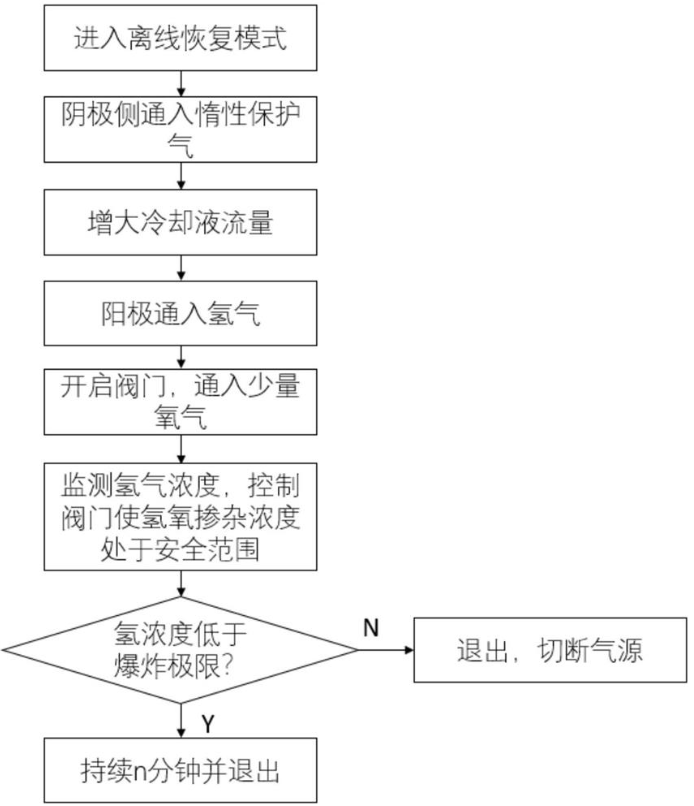 进入离线恢复模式
阴极侧通入惰性保护
气
增大冷却液流量
阳极通入氢气
开启阀门，通入少量
氧气
监测氢气浓度，控制
阀门使氢氧掺杂浓度
处于安全范围
氢浓度低于
爆炸极限？
N
退出，切断气源
Y
持续n分钟并退出